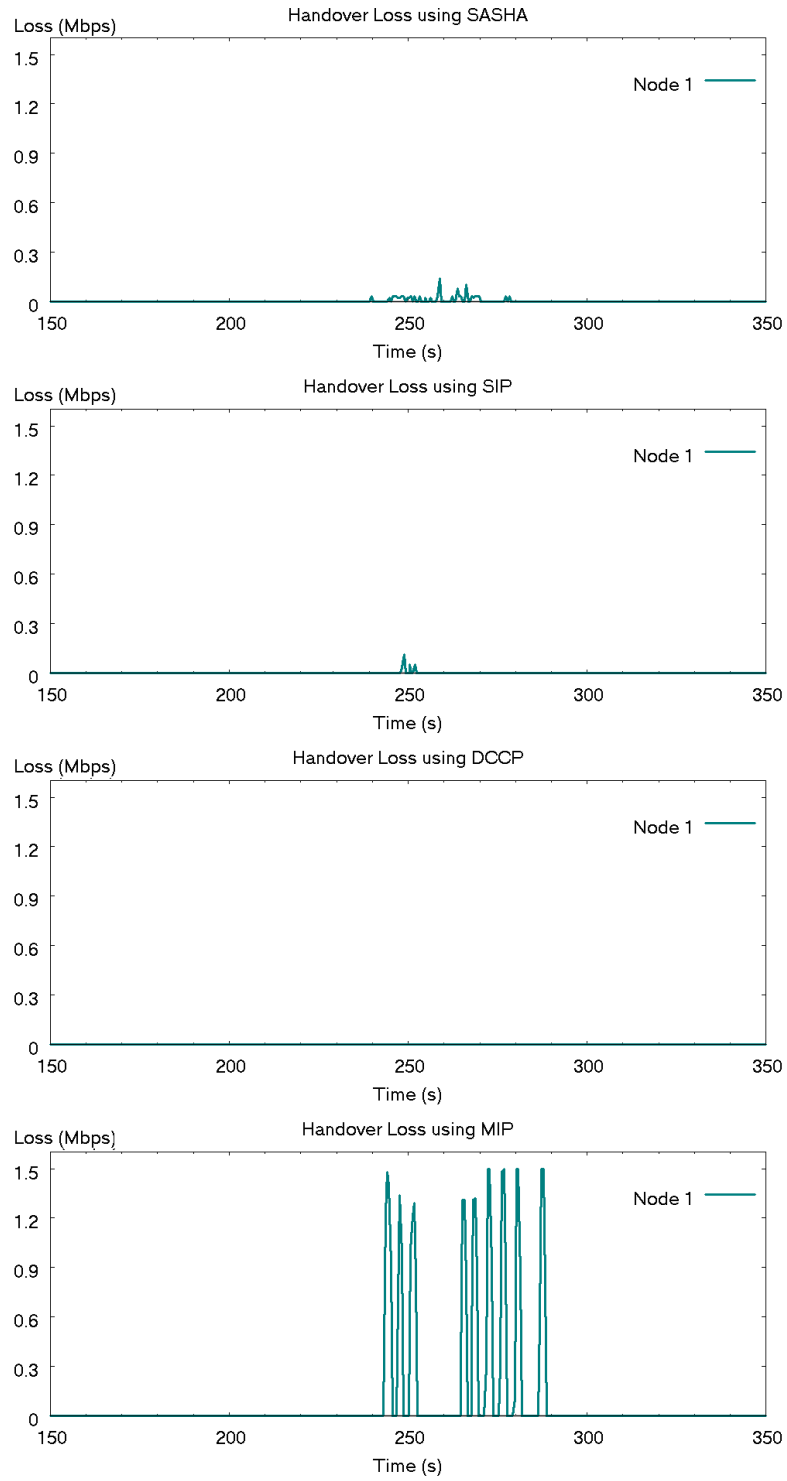 Handover Loss using SASHA
Loss (Mbps)
1.5
Node 1
1.2
0.9
0.6
0.3
0
150 200 250 300 350
Time (s)
Handover Loss using SIP
Loss (Mbps)
1.5
Node 1
1.2
0.9
0.6
0.3
0
150 200 250 300 350
Time (s)
Handover Loss using DCCP
Loss (Mbps)
1.5
Node 1
1.2
0.9
0.6
0.3
0
150 200 250 300 350
Time (s)
Handover Loss using MIP
Loss (Mbps)
1.5
Node 1
1.2
0.9
0.6
0.3
0
150 200 250 300 350
Time (s)